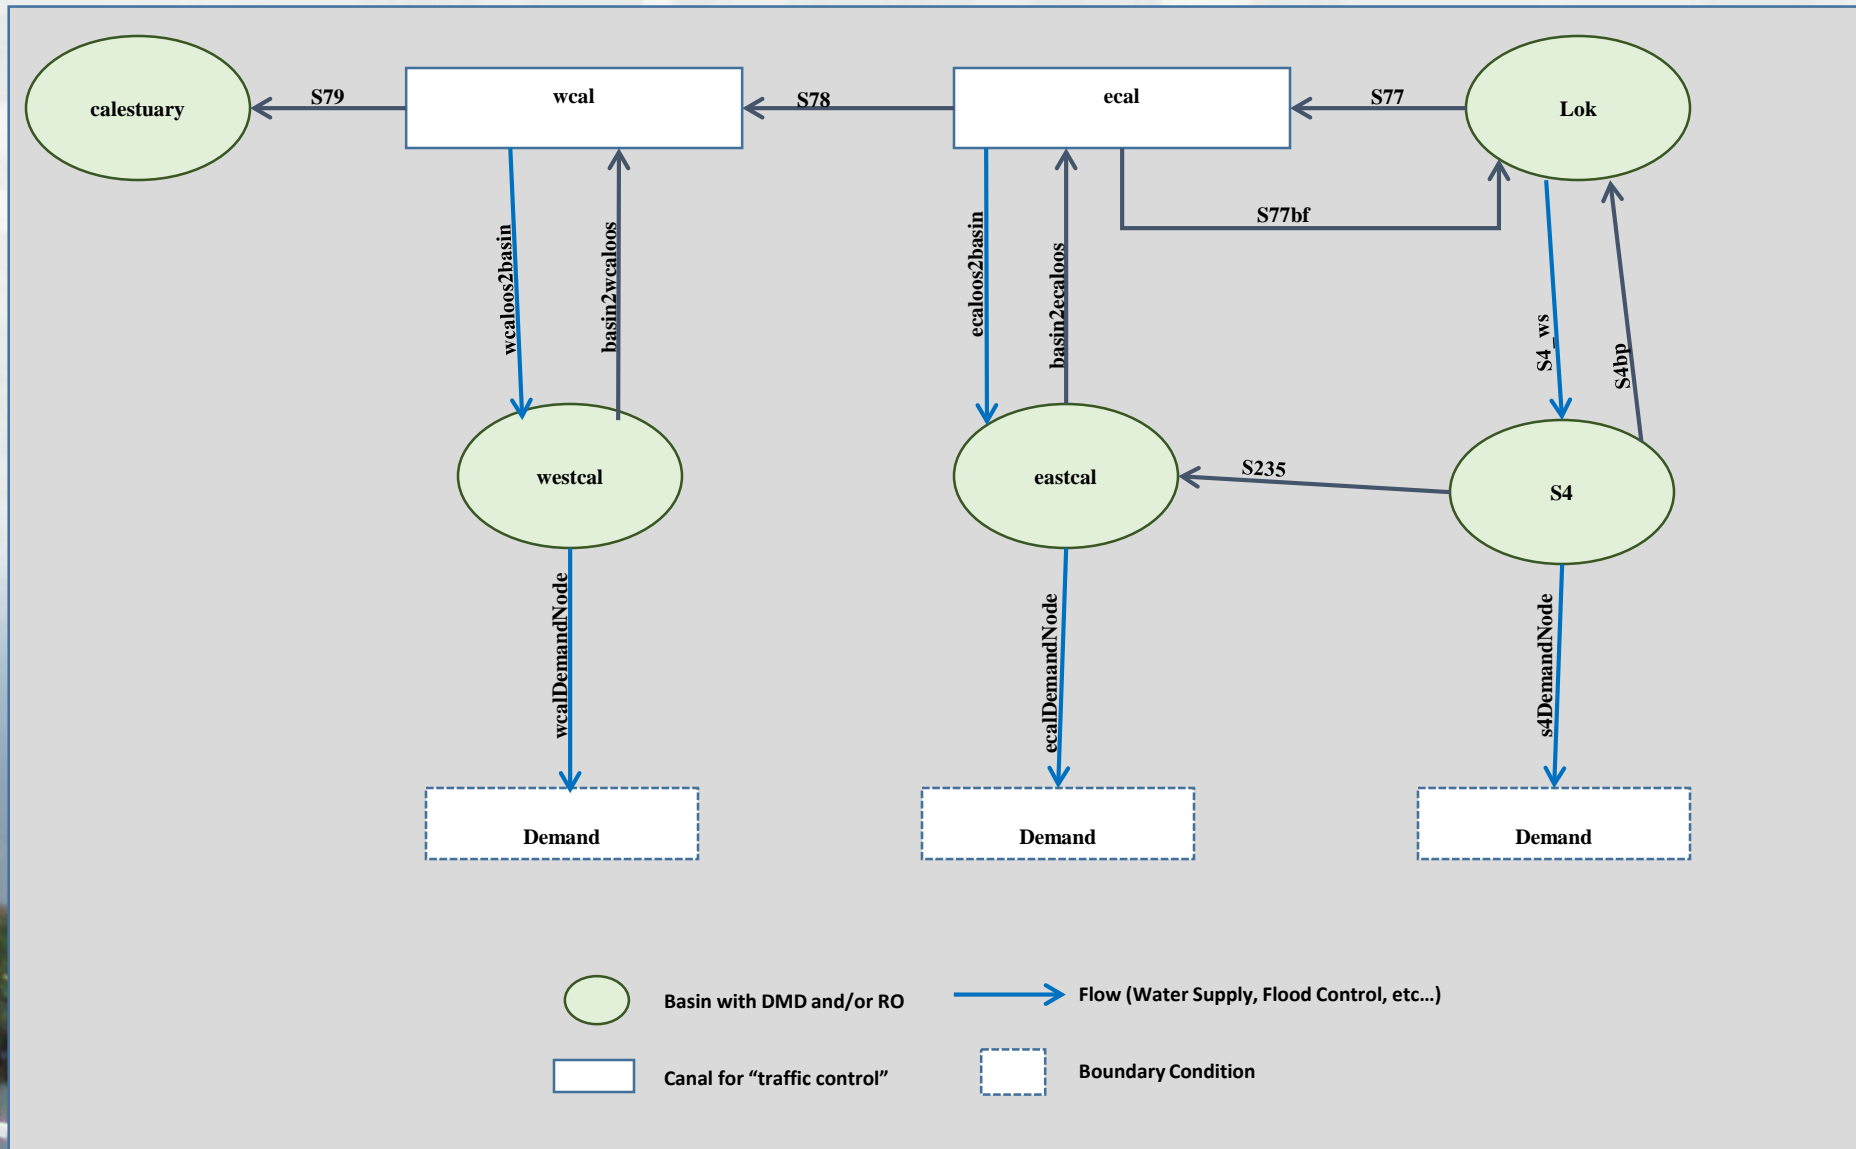 calestuary
S79
wcal
S78
ecal
S77
Lok
wcaloos2basin
basin2wcaloos
ecaloos2basin
basin2ecaloos
S77bf
S4_ws
S4bp
westcal
eastcal
S235
S4
wcalDemandNode
ecalDemandNode
s4DemandNode
Demand
Demand
Demand
Basin with DMD and/or RO
Flow (Water Supply, Flood Control, etc…)
Canal for “traffic control”
Boundary Condition